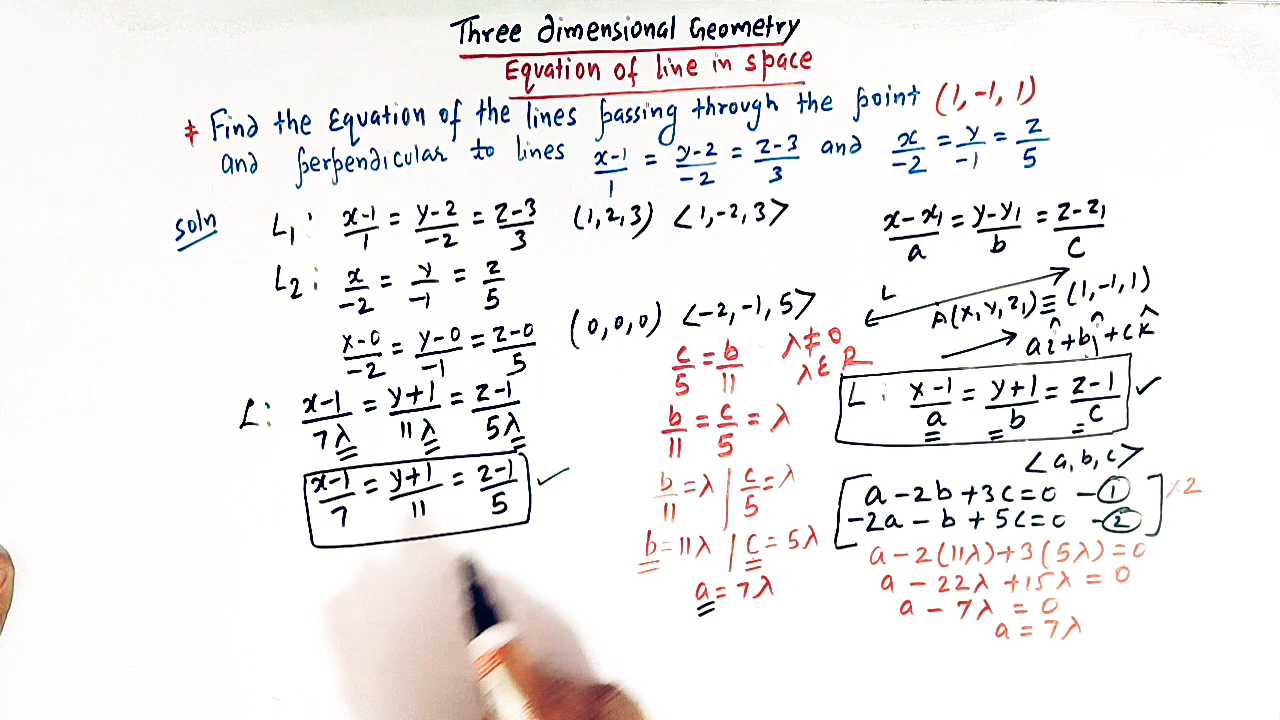 Three dimensional Geometry
Equation of line in space
* Find the Equation of the lines passing through the point (1, -1, 1)
and perpendicular to lines (x-1)/1 = (y-2)/-2 = (z-3)/3 and x/-2 = y/-1 = z/5
soln
L₁: (x-1)/1 = (y-2)/-2 = (z-3)/3 (1,2,3) <1,-2,3>
L₂: x/-2 = y/-1 = z/5
(x-0)/-2 = (y-0)/-1 = (z-0)/5 (0,0,0) <-2,-1,5>
L: (x-1)/7λ = (y+1)/11λ = (z-1)/5λ
(x-1)/7 = (y+1)/11 = (z-1)/5 ✓
c/5 = b/11 λ≠0
λ∈R
b/11 = c/5 = λ
b/11 = λ | c/5 = λ
b = 11λ | c = 5λ
a = 7λ
(x-x₁)/a = (y-y₁)/b = (z-z₁)/c
L
A(x₁,y₁,z₁) ≡ (1,-1,1)
aî + bĵ + ck̂
L: (x-1)/a = (y+1)/b = (z-1)/c ✓
<a, b, c>
a - 2b + 3c = 0 - ① ×2
-2a - b + 5c = 0 - ②
a - 2(11λ) + 3(5λ) = 0
a - 22λ + 15λ = 0
a - 7λ = 0
a = 7λ